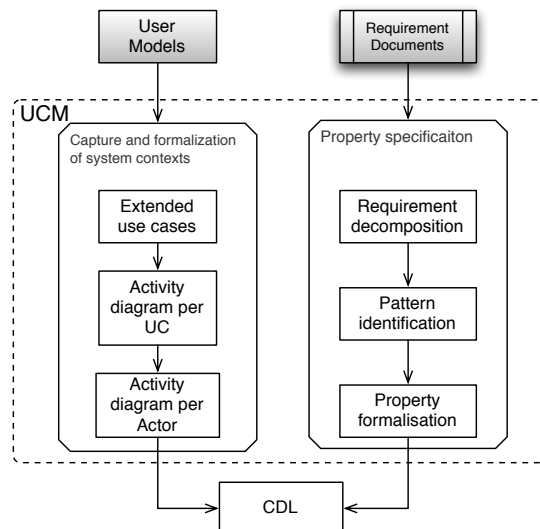 User
Models
Requirement
Documents
UCM
Capture and formalization
of system contexts
Extended
use cases
Activity
diagram per
UC
Activity
diagram per
Actor
Property specificaiton
Requirement
decomposition
Pattern
identification
Property
formalisation
CDL